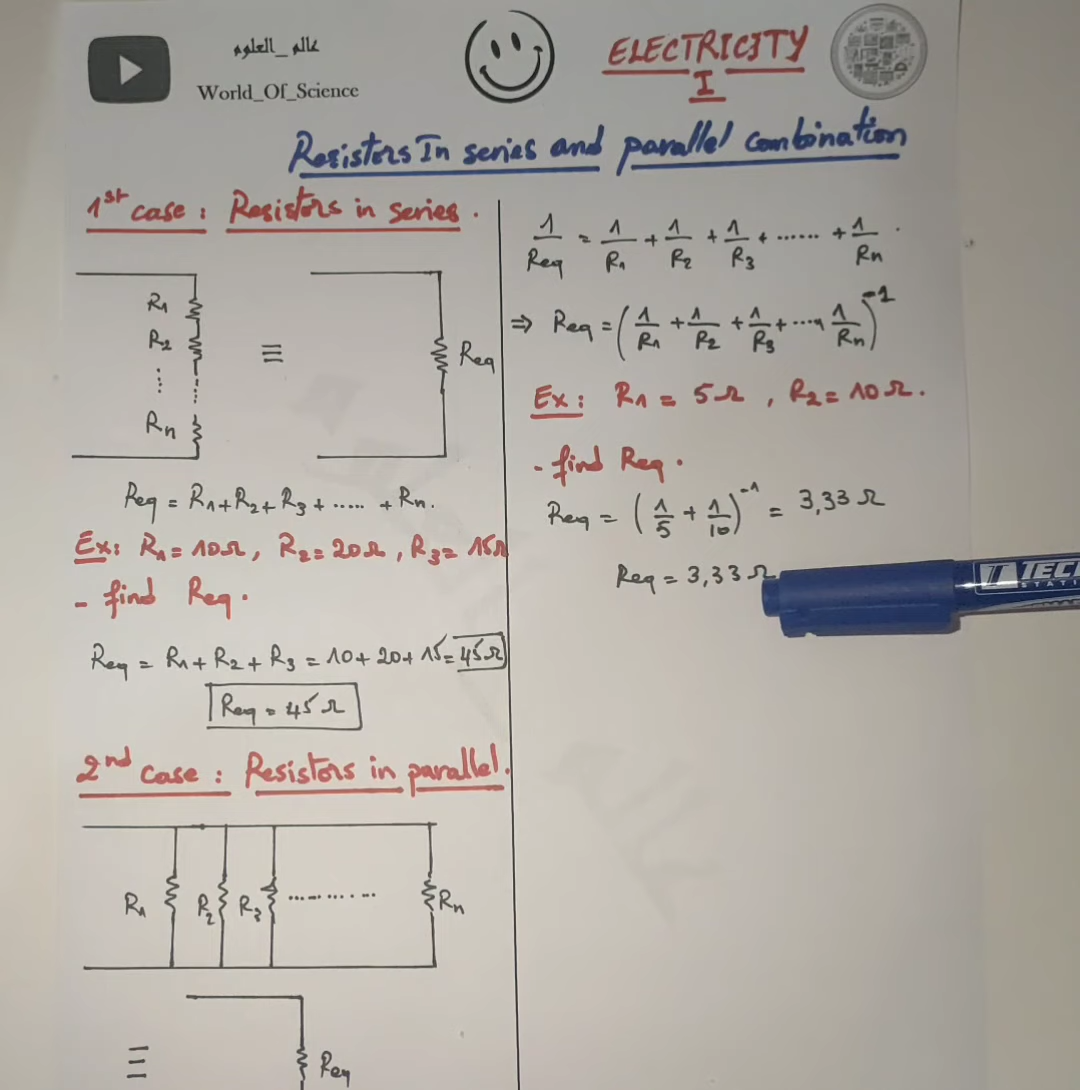 عالم_العلوم
World_Of_Science
ELECTRICITY
I
Resistors In series and parallel combination
1st case : Resistors in series .
R1
R2
....
Rn
≡
Req
Req = R1+R2+R3+.....+Rn.
Ex: R1=10Ω, R2=20Ω, R3=15Ω
- find Req.
Req = R1+R2+R3 = 10+20+15=45Ω
Req = 45Ω
2nd case : Resistors in parallel.
R1 R2 R3 .......... Rn
≡ Req
1/Req = 1/R1 + 1/R2 + 1/R3 + ...... + 1/Rn .
⇒ Req = (1/R1 + 1/R2 + 1/R3 + .... 1/Rn)^-1
Ex: R1 = 5Ω , R2 = 10Ω.
- find Req.
Req = (1/5 + 1/10)^-1 = 3,33Ω
Req = 3,33Ω